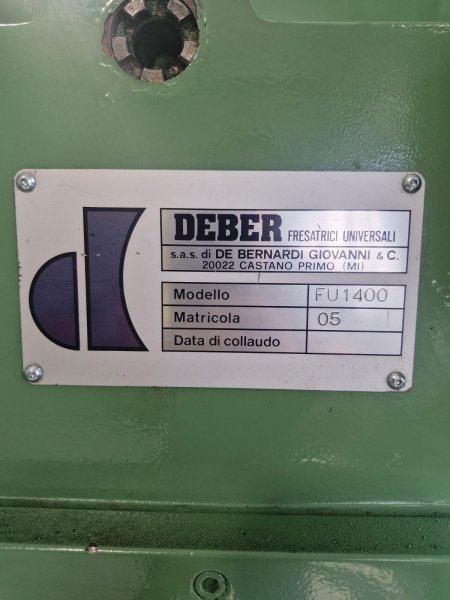 DEBER FRESATRICI UNIVERSALI
s.a.s. di DE BERNARDI GIOVANNI & C.
20022 CASTANO PRIMO (MI)
Modello FU1400
Matricola 05
Data di collaudo